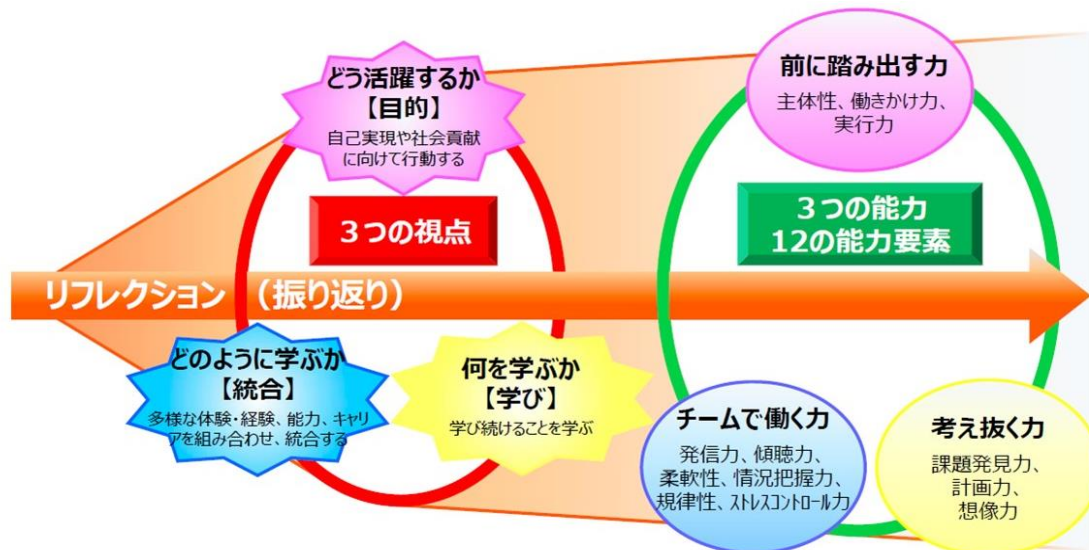 どう活躍するか
【目的】
自己実現や社会貢献
に向けて行動する
3つの視点
リフレクション (振り返り)
どのように学ぶか
【統合】
多様な体験・経験、能力、キャリ
アを組み合わせ、統合する
何を学ぶか
【学び】
学び続けることを学ぶ
前に踏み出す力
主体性、働きかけ力、
実行力
3つの能力
12の能力要素
チームで働く力
発信力、傾聴力、
柔軟性、情況把握力、
規律性、ストレスコントロール力
考え抜く力
課題発見力、
計画力、
想像力